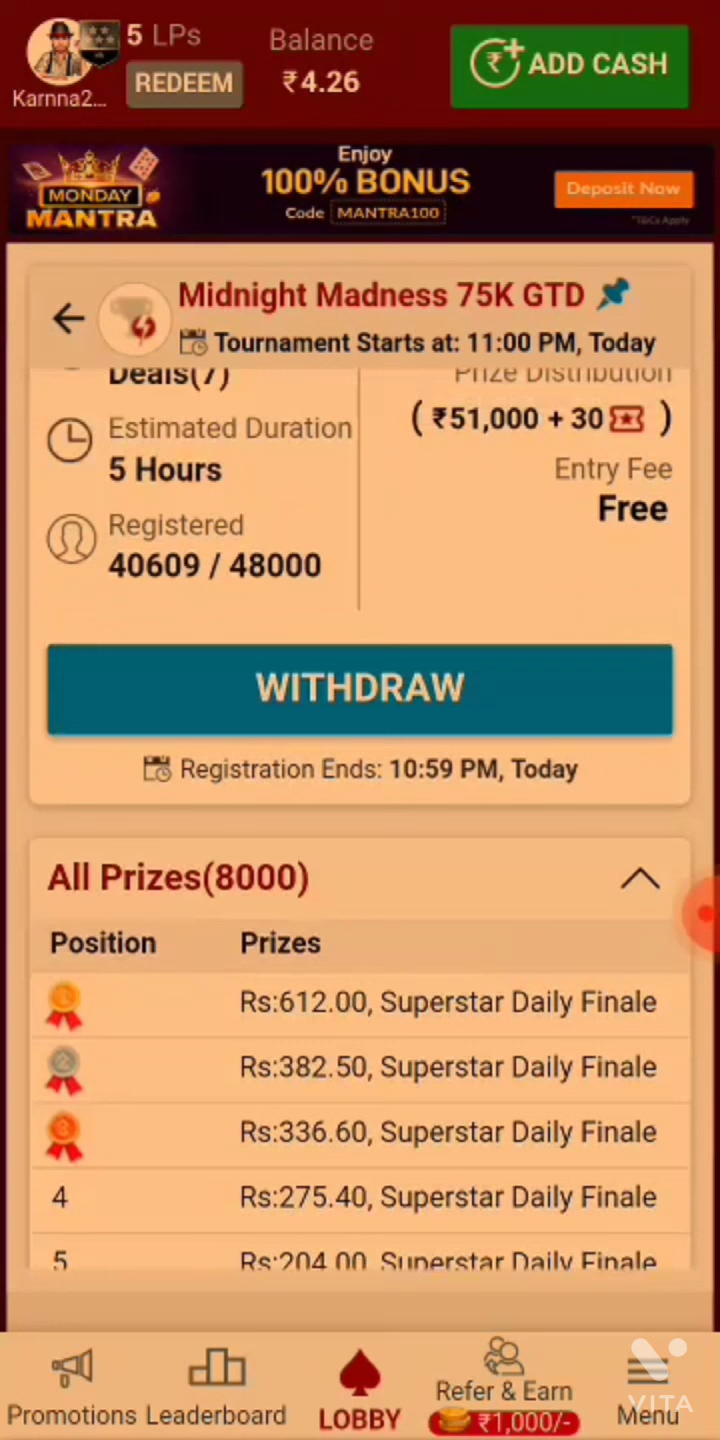 5 LPs
Balance
Karnna2...
REDEEM
₹4.26
₹+ ADD CASH
MONDAY
MANTRA
Enjoy
100% BONUS
Code MANTRA100
Deposit Now
*T&Cs Apply
Midnight Madness 75K GTD
Tournament Starts at: 11:00 PM, Today
Deals(7)
Prize Distribution
(₹51,000 + 30 )
Estimated Duration
5 Hours
Entry Fee
Free
Registered
40609 / 48000
WITHDRAW
Registration Ends: 10:59 PM, Today
All Prizes(8000)
Position Prizes
1 Rs:612.00, Superstar Daily Finale
2 Rs:382.50, Superstar Daily Finale
3 Rs:336.60, Superstar Daily Finale
4 Rs:275.40, Superstar Daily Finale
5 Rs:204.00, Superstar Daily Finale
Promotions
Leaderboard
LOBBY
Refer & Earn
₹1,000/-
Menu
VITA